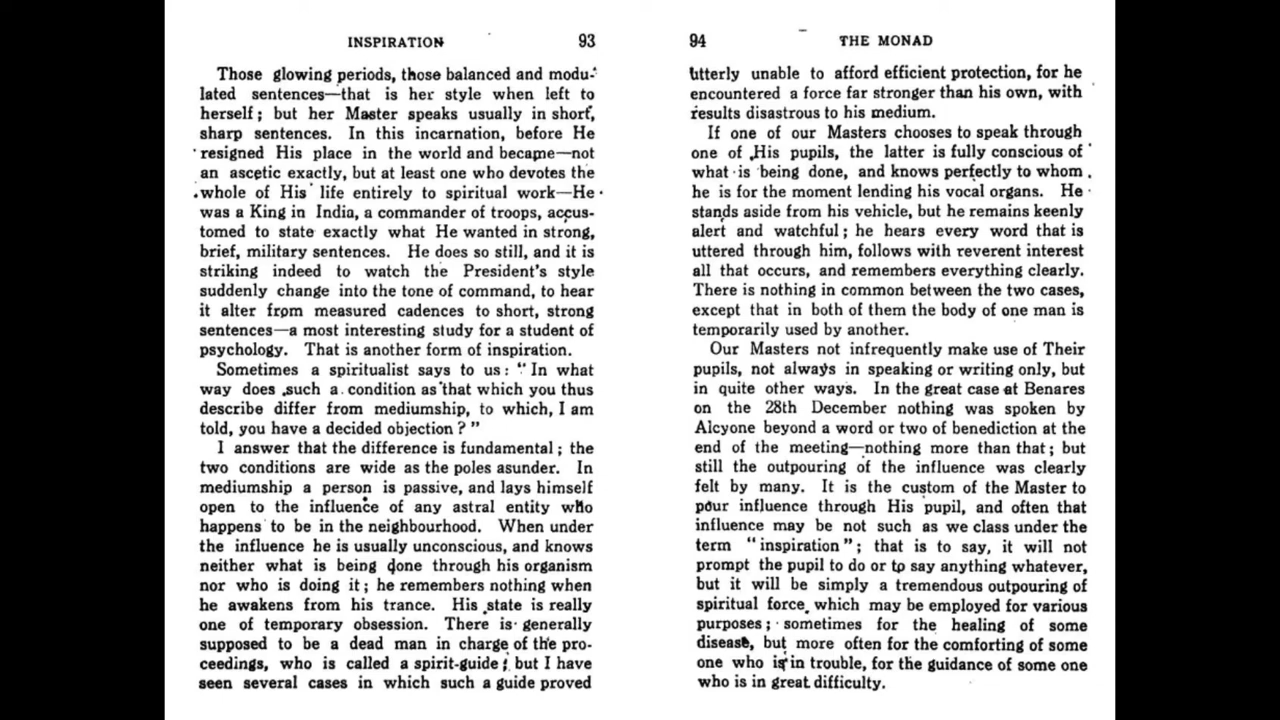 INSPIRATION 93
Those glowing periods, those balanced and modu-
lated sentences—that is her style when left to
herself; but her Master speaks usually in short,
sharp sentences. In this incarnation, before He
resigned His place in the world and became—not
an ascetic exactly, but at least one who devotes the
whole of His life entirely to spiritual work—He
was a King in India, a commander of troops, accus-
tomed to state exactly what He wanted in strong,
brief, military sentences. He does so still, and it is
striking indeed to watch the President's style
suddenly change into the tone of command, to hear
it alter from measured cadences to short, strong
sentences—a most interesting study for a student of
psychology. That is another form of inspiration.
Sometimes a spiritualist says to us: "In what
way does such a condition as that which you thus
describe differ from mediumship, to which, I am
told, you have a decided objection?"
I answer that the difference is fundamental; the
two conditions are wide as the poles asunder. In
mediumship a person is passive, and lays himself
open to the influence of any astral entity who
happens to be in the neighbourhood. When under
the influence he is usually unconscious, and knows
neither what is being done through his organism
nor who is doing it; he remembers nothing when
he awakens from his trance. His state is really
one of temporary obsession. There is generally
supposed to be a dead man in charge of the pro-
ceedings, who is called a spirit-guide; but I have
seen several cases in which such a guide proved
94 THE MONAD
utterly unable to afford efficient protection, for he
encountered a force far stronger than his own, with
results disastrous to his medium.
If one of our Masters chooses to speak through
one of His pupils, the latter is fully conscious of
what is being done, and knows perfectly to whom
he is for the moment lending his vocal organs. He
stands aside from his vehicle, but he remains keenly
alert and watchful; he hears every word that is
uttered through him, follows with reverent interest
all that occurs, and remembers everything clearly.
There is nothing in common between the two cases,
except that in both of them the body of one man is
temporarily used by another.
Our Masters not infrequently make use of Their
pupils, not always in speaking or writing only, but
in quite other ways. In the great case at Benares
on the 28th December nothing was spoken by
Alcyone beyond a word or two of benediction at the
end of the meeting—nothing more than that; but
still the outpouring of the influence was clearly
felt by many. It is the custom of the Master to
pour influence through His pupil, and often that
influence may be not such as we class under the
term "inspiration"; that is to say, it will not
prompt the pupil to do or to say anything whatever,
but it will be simply a tremendous outpouring of
spiritual force which may be employed for various
purposes; sometimes for the healing of some
disease, but more often for the comforting of some
one who is in trouble, for the guidance of some one
who is in great difficulty.